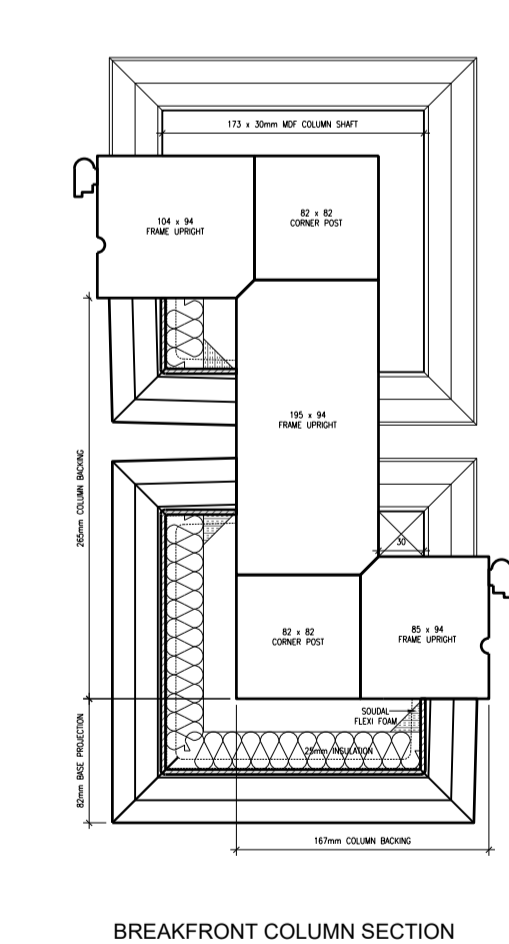 173 x 30mm MDF COLUMN SHAFT
104 x 94
FRAME UPRIGHT
82 x 82
CORNER POST
195 x 94
FRAME UPRIGHT
265mm COLUMN BACKING
30
82 x 82
CORNER POST
85 x 94
FRAME UPRIGHT
SOUDAL
FLEXI FOAM
25mm INSULATION
82mm BASE PROJECTION
167mm COLUMN BACKING
BREAKFRONT COLUMN SECTION